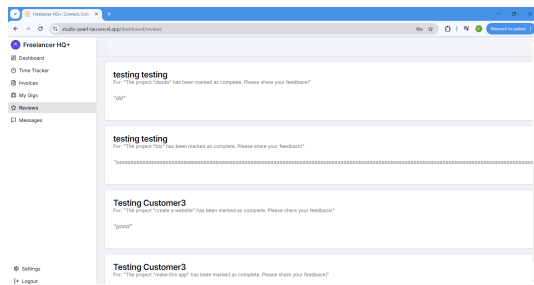 Freelancer HQ+: Connect, Coll
studio-pearl-tau.vercel.app/dashboard/reviews
Relaunch to update
Freelancer HQ+
Dashboard
Time Tracker
Invoices
My Gigs
Reviews
Messages
Settings
Logout
testing testing
For: "The project "dasda" has been marked as complete. Please share your feedback!"
"dd"
testing testing
For: "The project "fds" has been marked as complete. Please share your feedback!"
Testing Customer3
For: "The project "create a website" has been marked as complete. Please share your feedback!"
"good"
Testing Customer3
For: "The project "make this app" has been marked as complete. Please share your feedback!"